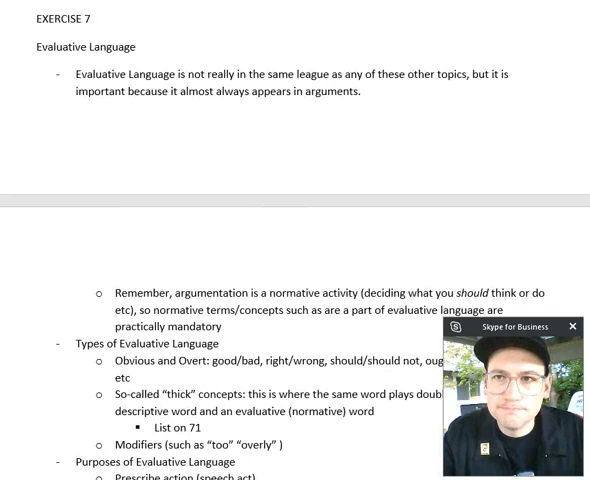 EXERCISE 7
Evaluative Language
- Evaluative Language is not really in the same league as any of these other topics, but it is
important because it almost always appears in arguments.
o Remember, argumentation is a normative activity (deciding what you should think or do
etc), so normative terms/concepts such as are a part of evaluative language are
practically mandatory
Skype for Business
- Types of Evaluative Language
o Obvious and Overt: good/bad, right/wrong, should/should not,
etc
o So-called “thick” concepts: this is where the same word plays
descriptive word and an evaluative (normative) word
▪ List on 71
o Modifiers (such as “too” “overly” )
- Purposes of Evaluative Language
o Prescribe action (speech act)